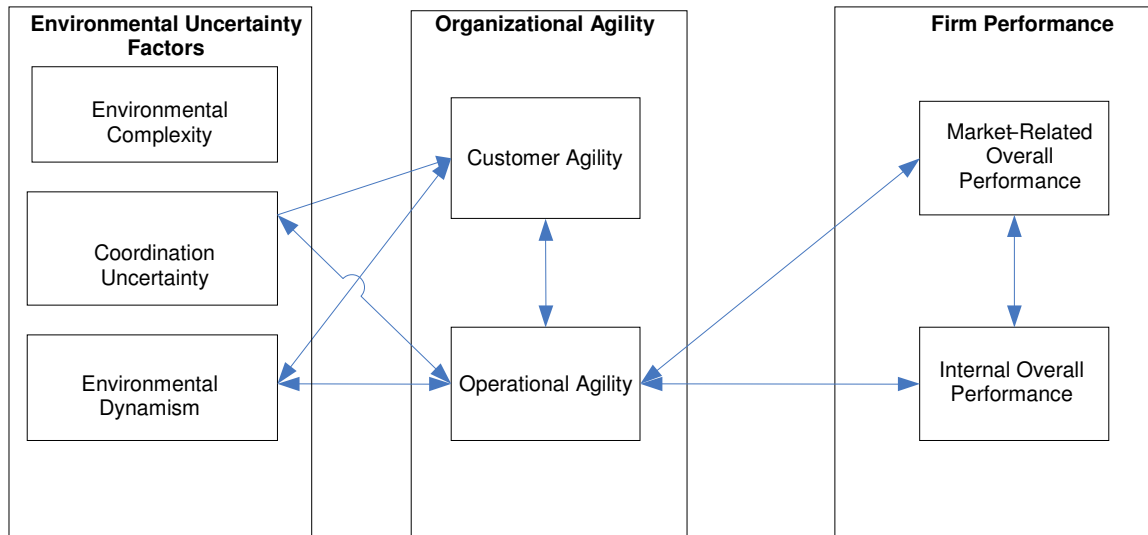 Environmental Uncertainty
Factors
Environmental
Complexity
Coordination
Uncertainty
Environmental
Dynamism
Organizational Agility
Customer Agility
Operational Agility
Firm Performance
Market-Related
Overall
Performance
Internal Overall
Performance